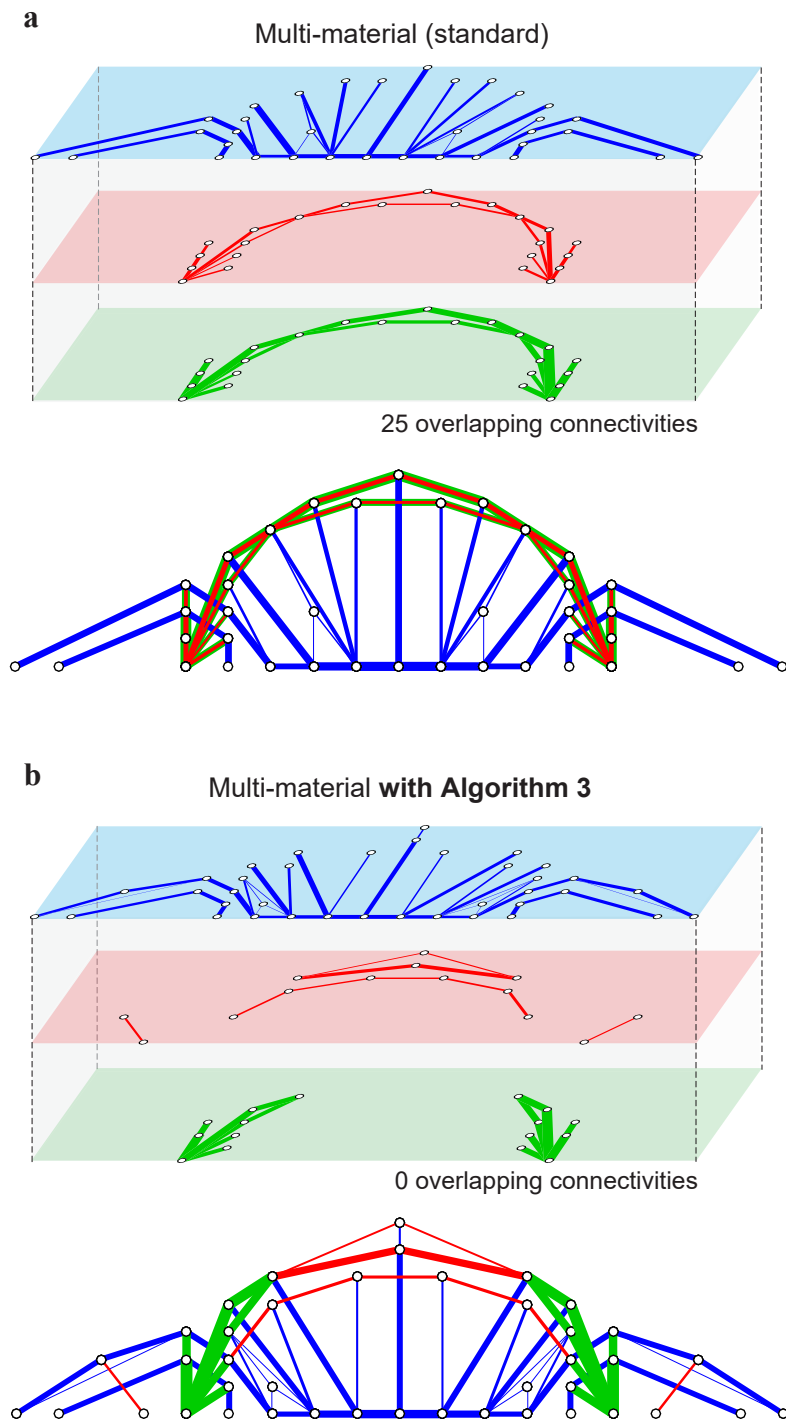 a
Multi-material (standard)
25 overlapping connectivities
b
Multi-material with Algorithm 3
0 overlapping connectivities